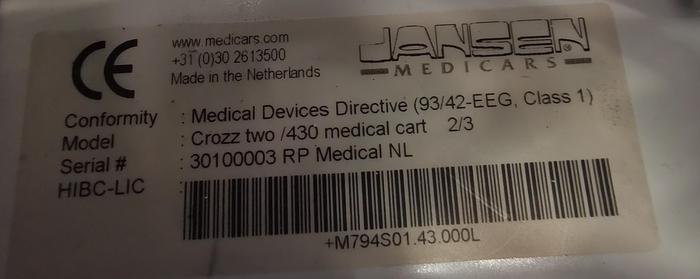 CE
www.medicars.com
+31 (0)30 2613500
Made in the Netherlands
JANSEN®
MEDICARS
Conformity : Medical Devices Directive (93/42-EEG, Class 1)
Model : Crozz two /430 medical cart 2/3
Serial # : 30100003 RP Medical NL
HIBC-LIC :
+M794S01.43.000L